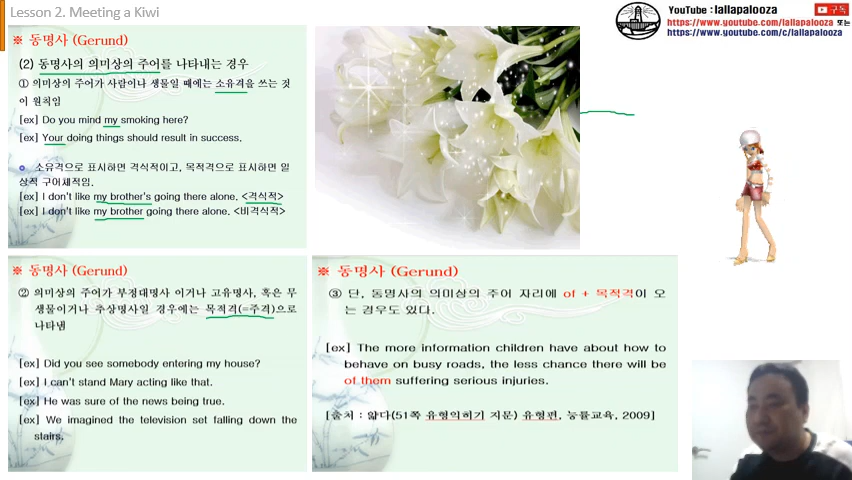 Lesson 2. Meeting a Kiwi
YouTube : lallapalooza 구독
https://www.youtube.com/lallapalooza 또는
https://www.youtube.com/c/lallapalooza
※ 동명사 (Gerund)
(2) 동명사의 의미상의 주어를 나타내는 경우
① 의미상의 주어가 사람이나 생물일 때에는 소유격을 쓰는 것
이 원칙임
[ex] Do you mind my smoking here?
[ex] Your doing things should result in success.
소유격으로 표시하면 격식적이고, 목적격으로 표시하면 일
상적 구어체적임.
[ex] I don't like my brother's going there alone. <격식적>
[ex] I don't like my brother going there alone. <비격식적>
※ 동명사 (Gerund)
② 의미상의 주어가 부정대명사 이거나 고유명사, 혹은 무
생물이거나 추상명사일 경우에는 목적격(=주격)으로
나타냄
[ex] Did you see somebody entering my house?
[ex] I can't stand Mary acting like that.
[ex] He was sure of the news being true.
[ex] We imagined the television set falling down the
stairs.
※ 동명사 (Gerund)
③ 단, 동명사의 의미상의 주어 자리에 of + 목적격이 오
는 경우도 있다.
[ex] The more information children have about how to
behave on busy roads, the less chance there will be
of them suffering serious injuries.
[출처 : 앏다(51쪽 유형익히기 지문) 유형편, 능률교육, 2009]